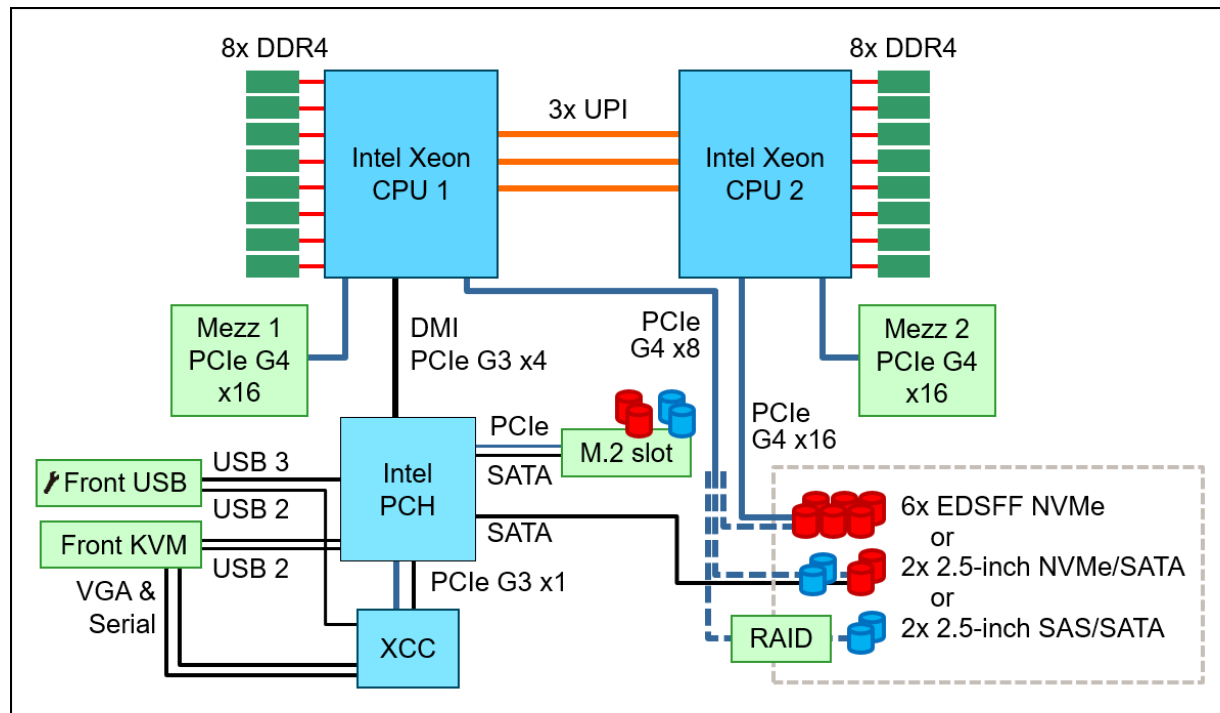 8x DDR4
8x DDR4
3x UPI
Intel Xeon
CPU 1
Intel Xeon
CPU 2
Mezz 1
PCIe G4
x16
DMI
PCIe G3 x4
PCIe
G4 x8
Mezz 2
PCIe G4
x16
PCIe
G4 x16
PCIe
M.2 slot
SATA
Intel
PCH
USB 3
Front USB
USB 2
SATA
Front KVM
USB 2
VGA &
Serial
PCIe G3 x1
XCC
6x EDSFF NVMe
or
2x 2.5-inch NVMe/SATA
or
2x 2.5-inch SAS/SATA
RAID